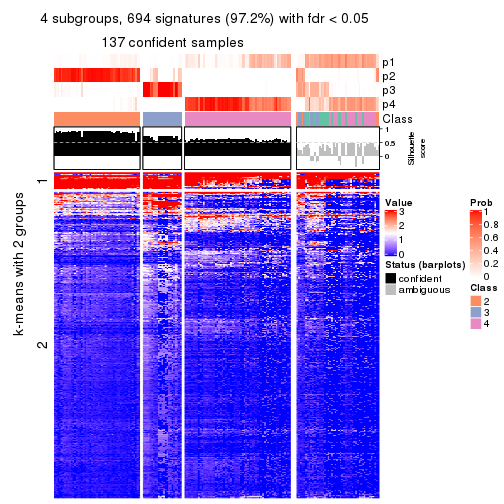 4 subgroups, 694 signatures (97.2%) with fdr < 0.05
137 confident samples
p1
p2
p3
p4
Class
1
0.5
0
Silhouette
score
k-means with 2 groups
1
2
Value
3
2
1
0
Status (barplots)
confident
ambiguous
Prob
1
0.8
0.6
0.4
0.2
0
Class
2
3
4